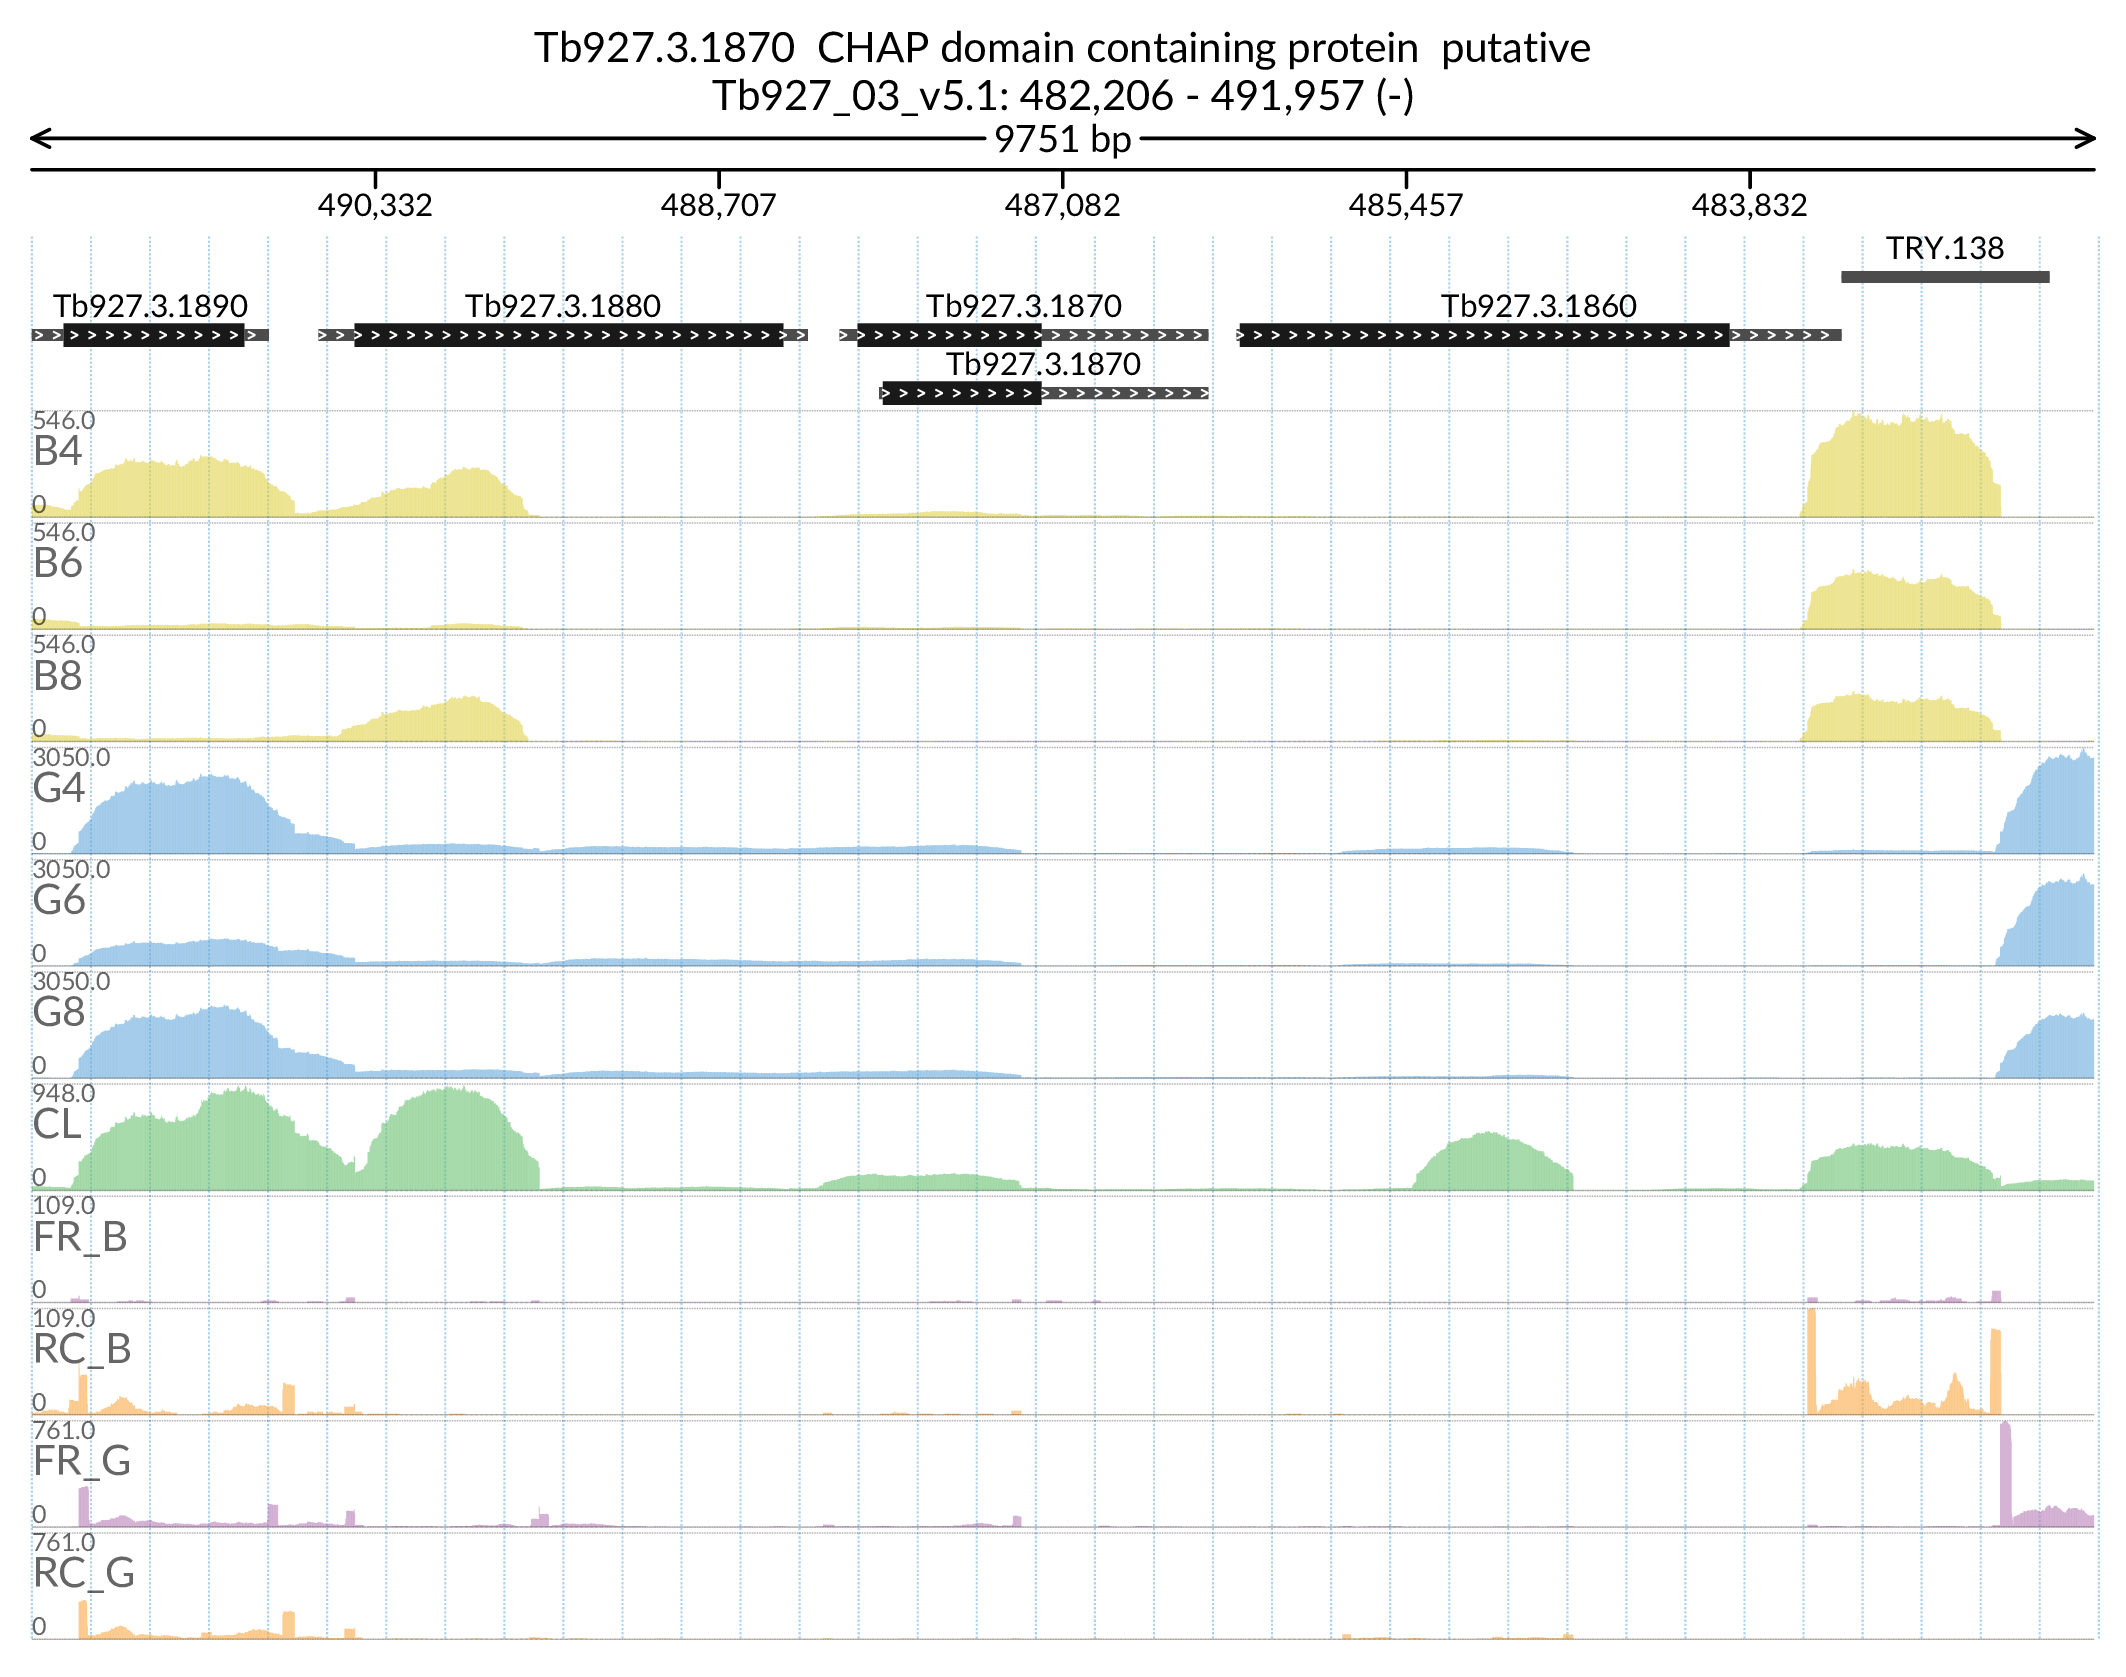 Tb927.3.1870 CHAP domain containing protein putative
Tb927_03_v5.1: 482,206 - 491,957 (-)
9751 bp
490,332 488,707 487,082 485,457 483,832
TRY.138
Tb927.3.1890 Tb927.3.1880 Tb927.3.1870 Tb927.3.1860
Tb927.3.1870
546.0
B4
0
546.0
B6
0
546.0
B8
0
3050.0
G4
0
3050.0
G6
0
3050.0
G8
0
948.0
CL
0
109.0
FR_B
0
109.0
RC_B
0
761.0
FR_G
0
761.0
RC_G
0